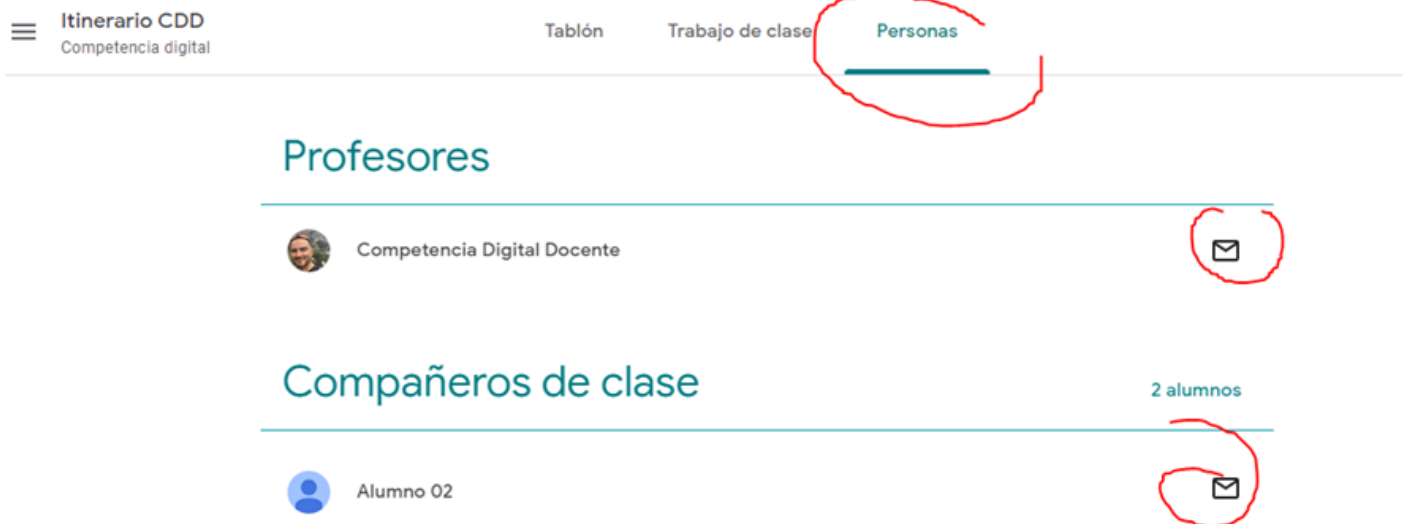 Itinerario CDD
Competencia digital
Tablón Trabajo de clase Personas
Profesores
Competencia Digital Docente
Compañeros de clase 2 alumnos
Alumno 02